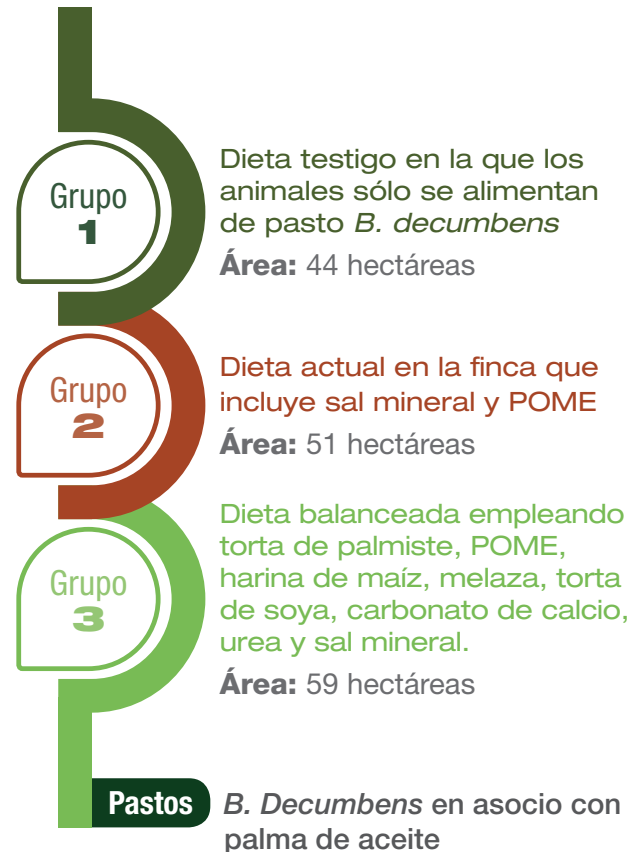 Grupo
1
Dieta testigo en la que los
animales sólo se alimentan
de pasto B. decumbens
Área: 44 hectáreas
Grupo
2
Dieta actual en la finca que
incluye sal mineral y POME
Área: 51 hectáreas
Grupo
3
Dieta balanceada empleando
torta de palmiste, POME,
harina de maíz, melaza, torta
de soya, carbonato de calcio,
urea y sal mineral.
Área: 59 hectáreas
Pastos
B. Decumbens en asocio con
palma de aceite